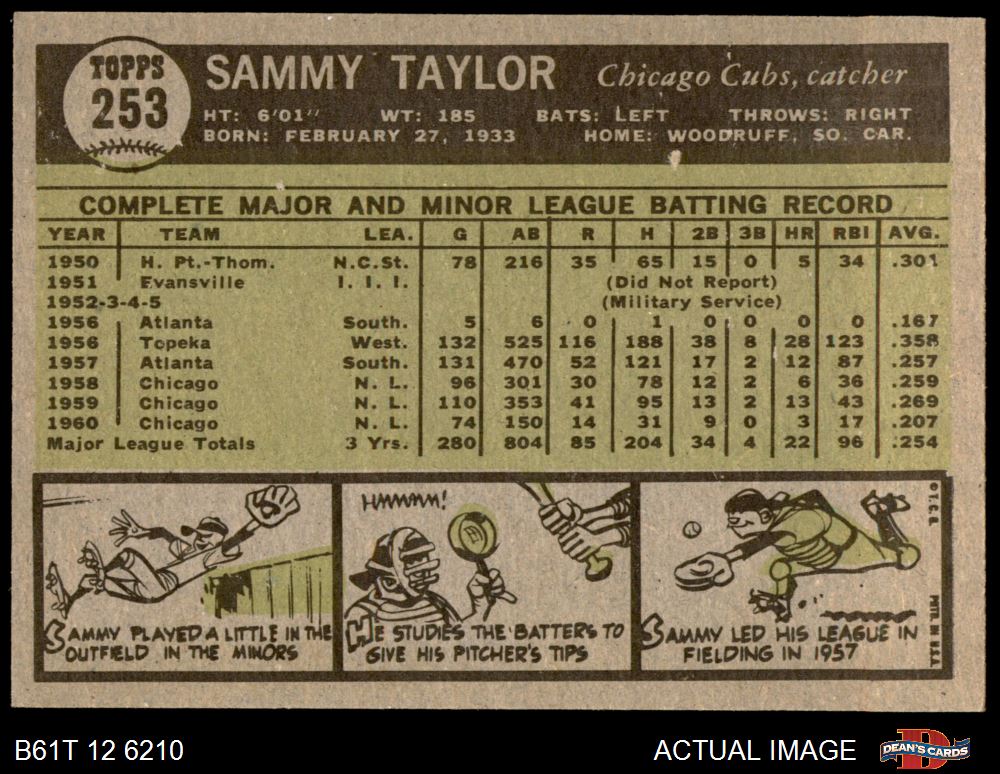 TOPPS
253
SAMMY TAYLOR Chicago Cubs, catcher
HT: 6'01" WT: 185 BATS: LEFT THROWS: RIGHT
BORN: FEBRUARY 27, 1933 HOME: WOODRUFF, SO. CAR.
COMPLETE MAJOR AND MINOR LEAGUE BATTING RECORD
YEAR TEAM LEA. G AB R H 2B 3B HR RBI AVG.
1950 H. Pt.-Thom. N.C.St. 78 216 35 65 15 0 5 34 .301
1951 Evansville I. I. I. (Did Not Report)
1952-3-4-5 (Military Service)
1956 Atlanta South. 5 6 0 1 0 0 0 0 .167
1956 Topeka West. 132 525 116 188 38 8 28 123 .358
1957 Atlanta South. 131 470 52 121 17 2 12 87 .257
1958 Chicago N. L. 96 301 30 78 12 2 6 36 .259
1959 Chicago N. L. 110 353 41 95 13 2 13 43 .269
1960 Chicago N. L. 74 150 14 31 9 0 3 17 .207
Major League Totals 3 Yrs. 280 804 85 204 34 4 22 96 .254
SAMMY PLAYED A LITTLE IN THE
OUTFIELD IN THE MINORS
HMMMM!
HE STUDIES THE BATTERS TO
GIVE HIS PITCHER'S TIPS
SAMMY LED HIS LEAGUE IN
FIELDING IN 1957
© T.C.G.
PRTD. IN U.S.A.
B61T 12 6210
ACTUAL IMAGE
DEAN'S CARDS